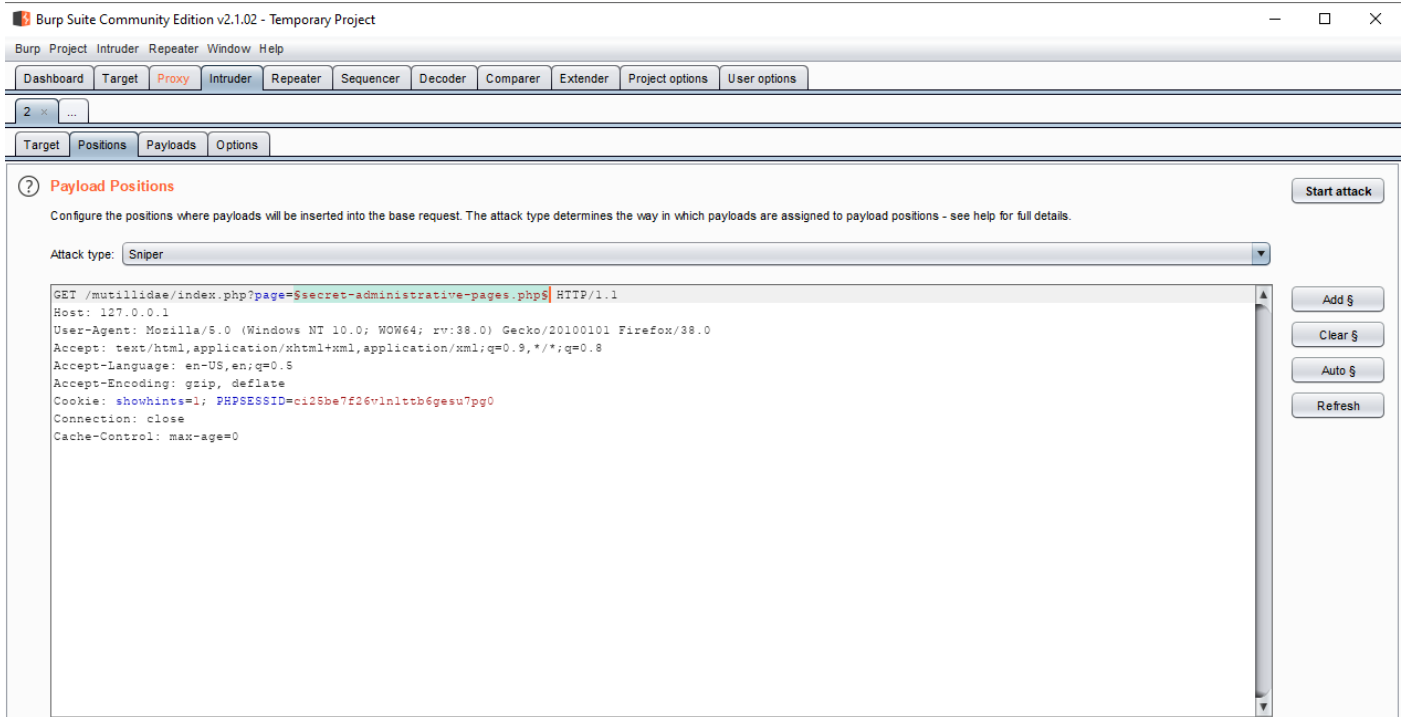 Burp Suite Community Edition v2.1.02 - Temporary Project
Burp Project Intruder Repeater Window Help
Dashboard Target Proxy Intruder Repeater Sequencer Decoder Comparer Extender Project options User options
2 × ...
Target Positions Payloads Options
? Payload Positions
Start attack
Configure the positions where payloads will be inserted into the base request. The attack type determines the way in which payloads are assigned to payload positions - see help for full details.
Attack type: Sniper
GET /mutillidae/index.php?page=§secret-administrative-pages.php§ HTTP/1.1
Host: 127.0.0.1
User-Agent: Mozilla/5.0 (Windows NT 10.0; WOW64; rv:38.0) Gecko/20100101 Firefox/38.0
Accept: text/html,application/xhtml+xml,application/xml;q=0.9,*/*;q=0.8
Accept-Language: en-US,en;q=0.5
Accept-Encoding: gzip, deflate
Cookie: showhints=1; PHPSESSID=ci25be7f26v1n1ttb6gesu7pg0
Connection: close
Cache-Control: max-age=0
Add §
Clear §
Auto §
Refresh